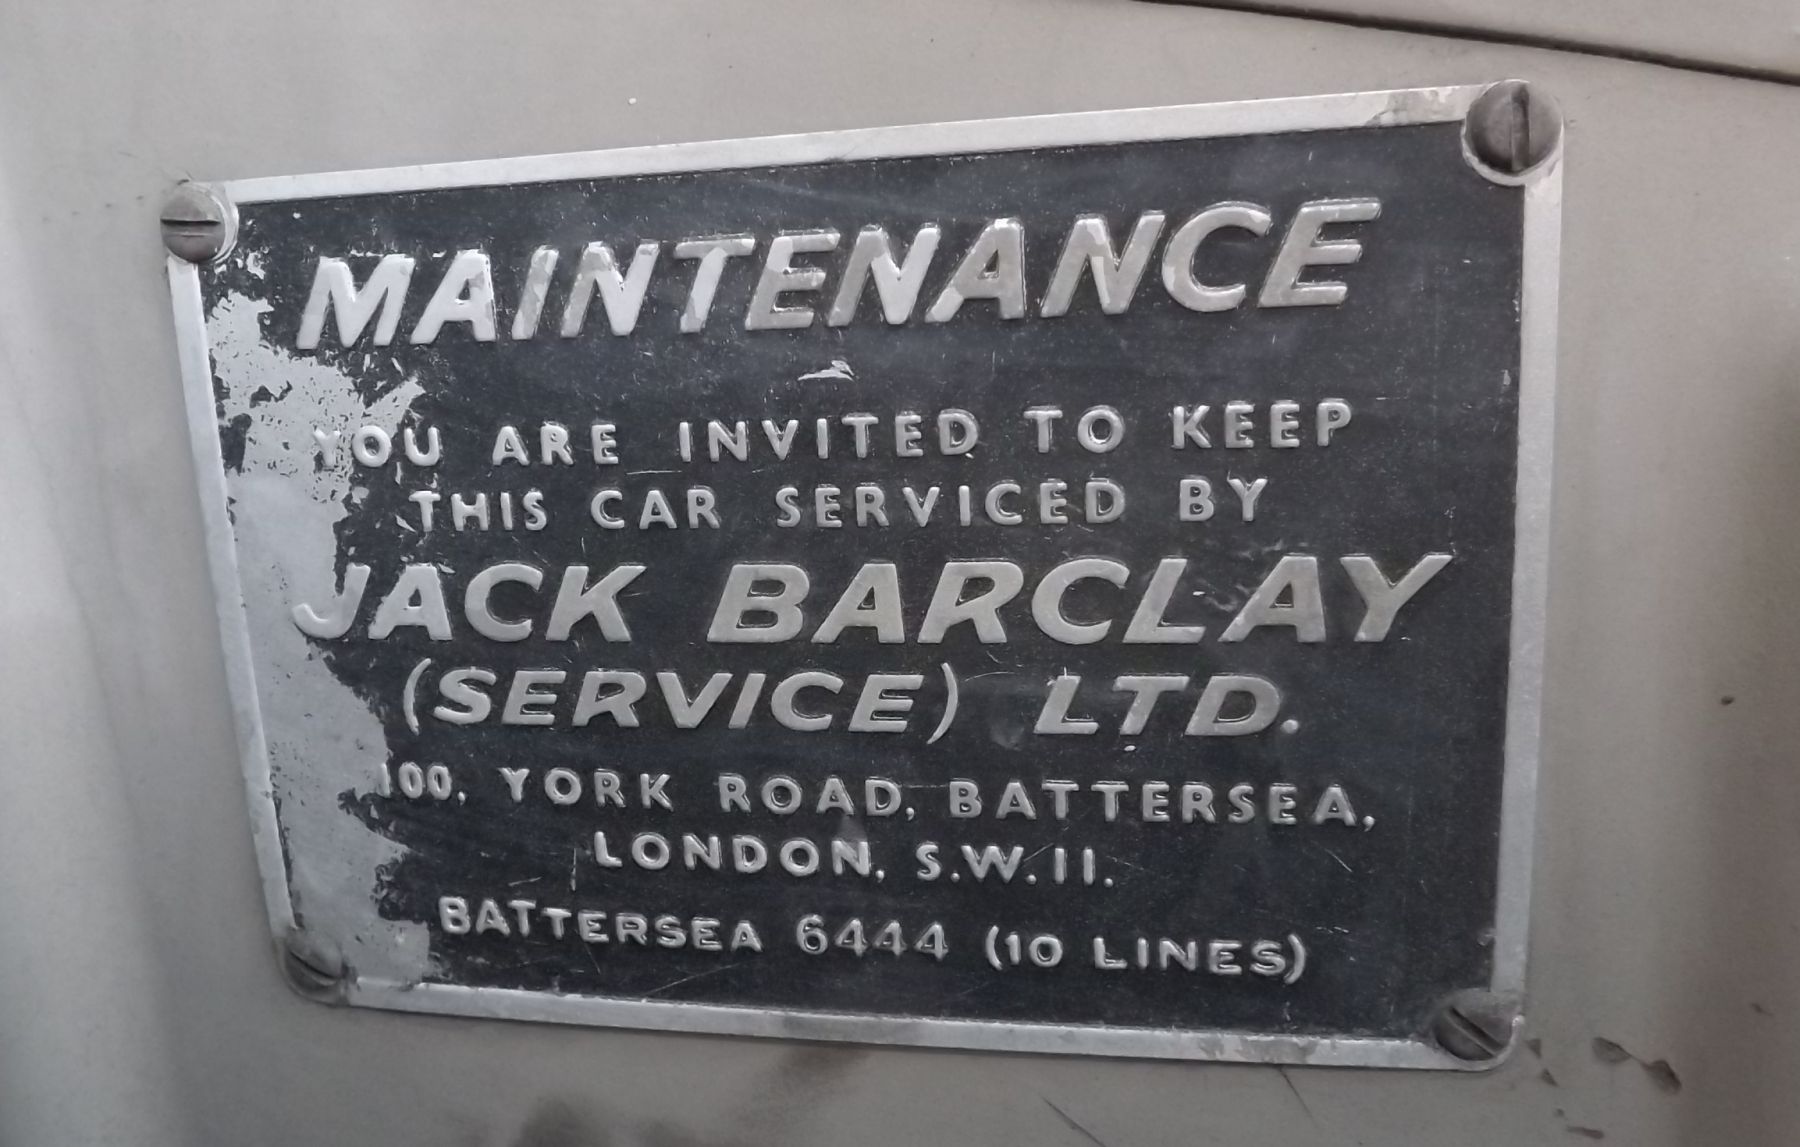 MAINTENANCE
YOU ARE INVITED TO KEEP
THIS CAR SERVICED BY
JACK BARCLAY
(SERVICE) LTD.
100, YORK ROAD, BATTERSEA,
LONDON, S.W.11.
BATTERSEA 6444 (10 LINES)